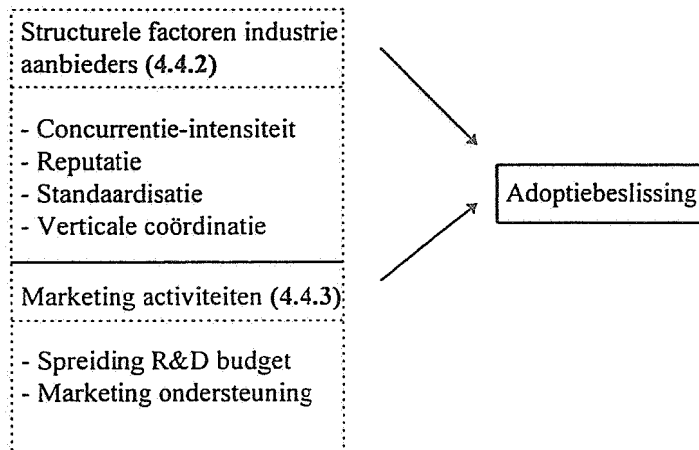 Structurele factoren industrie
aanbieders (4.4.2)
- Concurrentie-intensiteit
- Reputatie
- Standaardisatie
- Verticale coördinatie
Marketing activiteiten (4.4.3)
- Spreiding R&D budget
- Marketing ondersteuning
Adoptiebeslissing